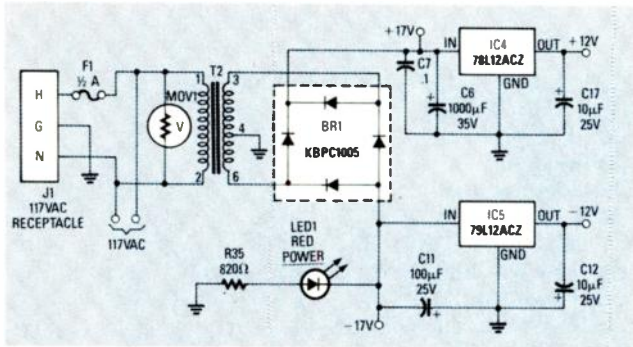 F1
½ A
H
G
N
J1
117VAC
RECEPTACLE
117VAC
MOV1
V
T2
1
2
3
4
6
BR1
KBPC1005
+17V
C7
.1
C6
1000µF
35V
IN
IC4
78L12ACZ
OUT
GND
+12V
C17
10µF
25V
LED1
RED
POWER
R35
820Ω
-17V
C11
100µF
25V
IN
IC5
79L12ACZ
OUT
GND
-12V
C12
10µF
25V
+
+
+
+